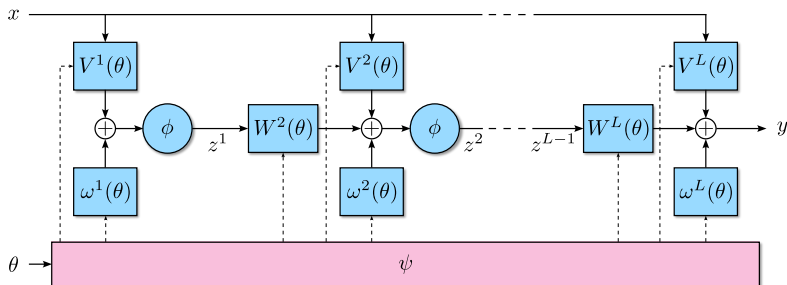 x
V¹(θ) V²(θ) Vᴸ(θ)
ϕ W²(θ) ϕ Wᴸ(θ) y
z¹ z² zᴸ⁻¹
ω¹(θ) ω²(θ) ωᴸ(θ)
θ ψ